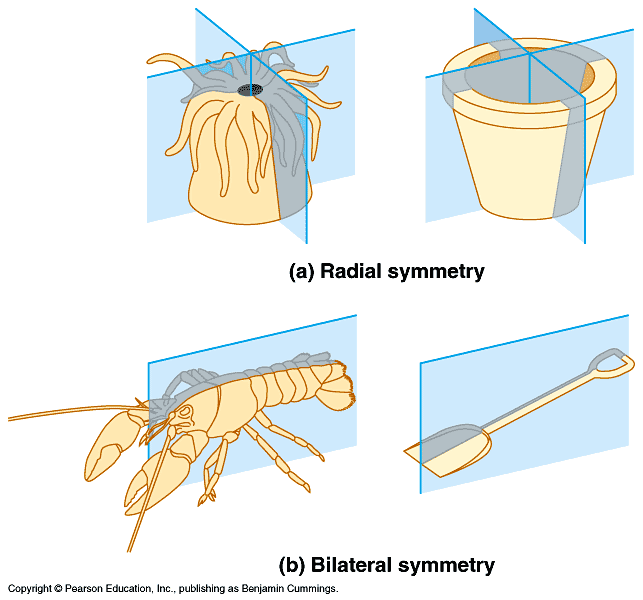 (a) Radial symmetry
(b) Bilateral symmetry
Copyright © Pearson Education, Inc., publishing as Benjamin Cummings.